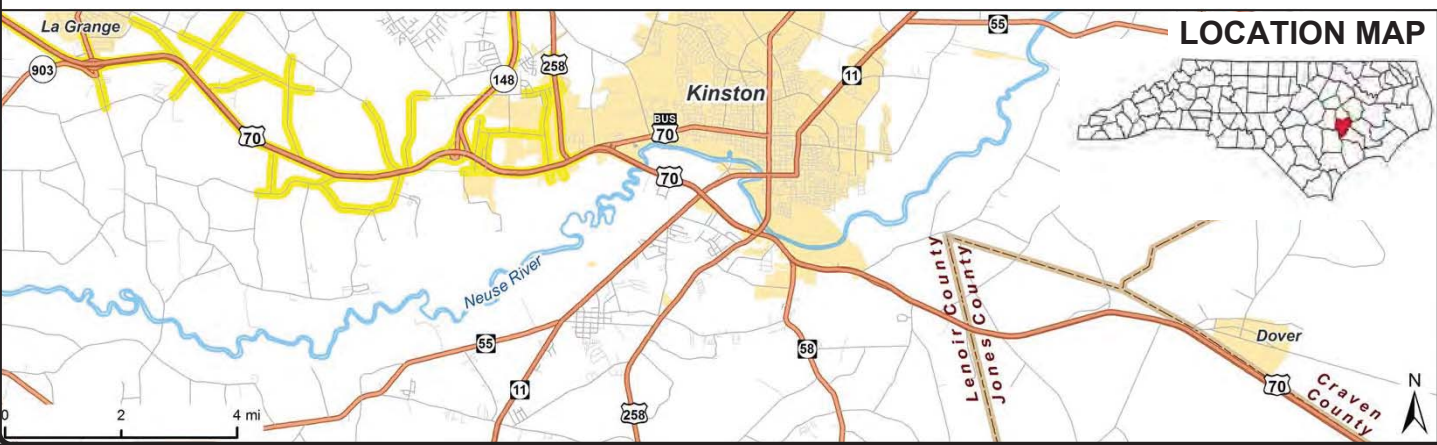 La Grange
LOCATION MAP
55
903
148
258
11
Kinston
BUS
70
70
70
Neuse River
Lenoir County
Jones County
55
58
Dover
11
258
70
Craven
County
N
0 2 4 mi